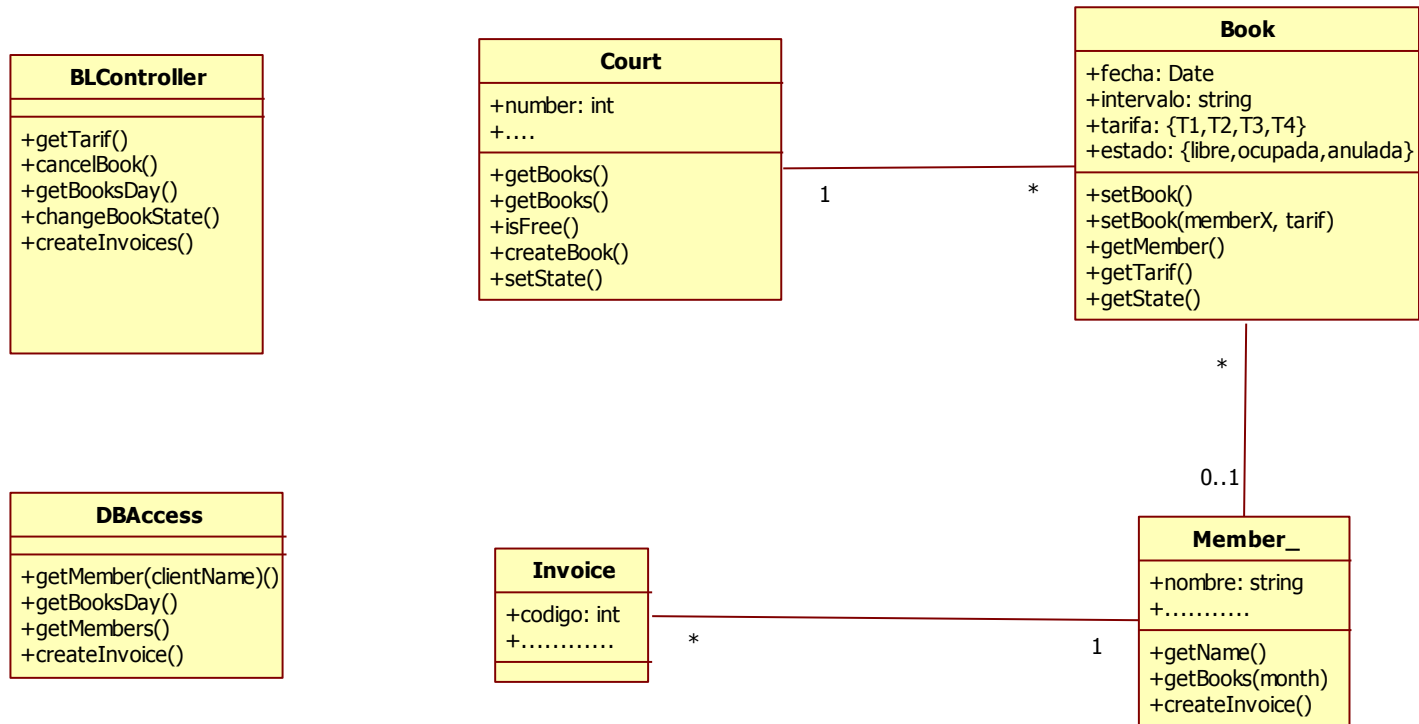 BLController
+getTarif()
+cancelBook()
+getBooksDay()
+changeBookState()
+createInvoices()
Court
+number: int
+....
+getBooks()
+getBooks()
+isFree()
+createBook()
+setState()
1
*
Book
+fecha: Date
+intervalo: string
+tarifa: {T1,T2,T3,T4}
+estado: {libre,ocupada,anulada}
+setBook()
+setBook(memberX, tarif)
+getMember()
+getTarif()
+getState()
*
0..1
DBAccess
+getMember(clientName)()
+getBooksDay()
+getMembers()
+createInvoice()
Invoice
+codigo: int
+............
*
1
Member_
+nombre: string
+...........
+getName()
+getBooks(month)
+createInvoice()